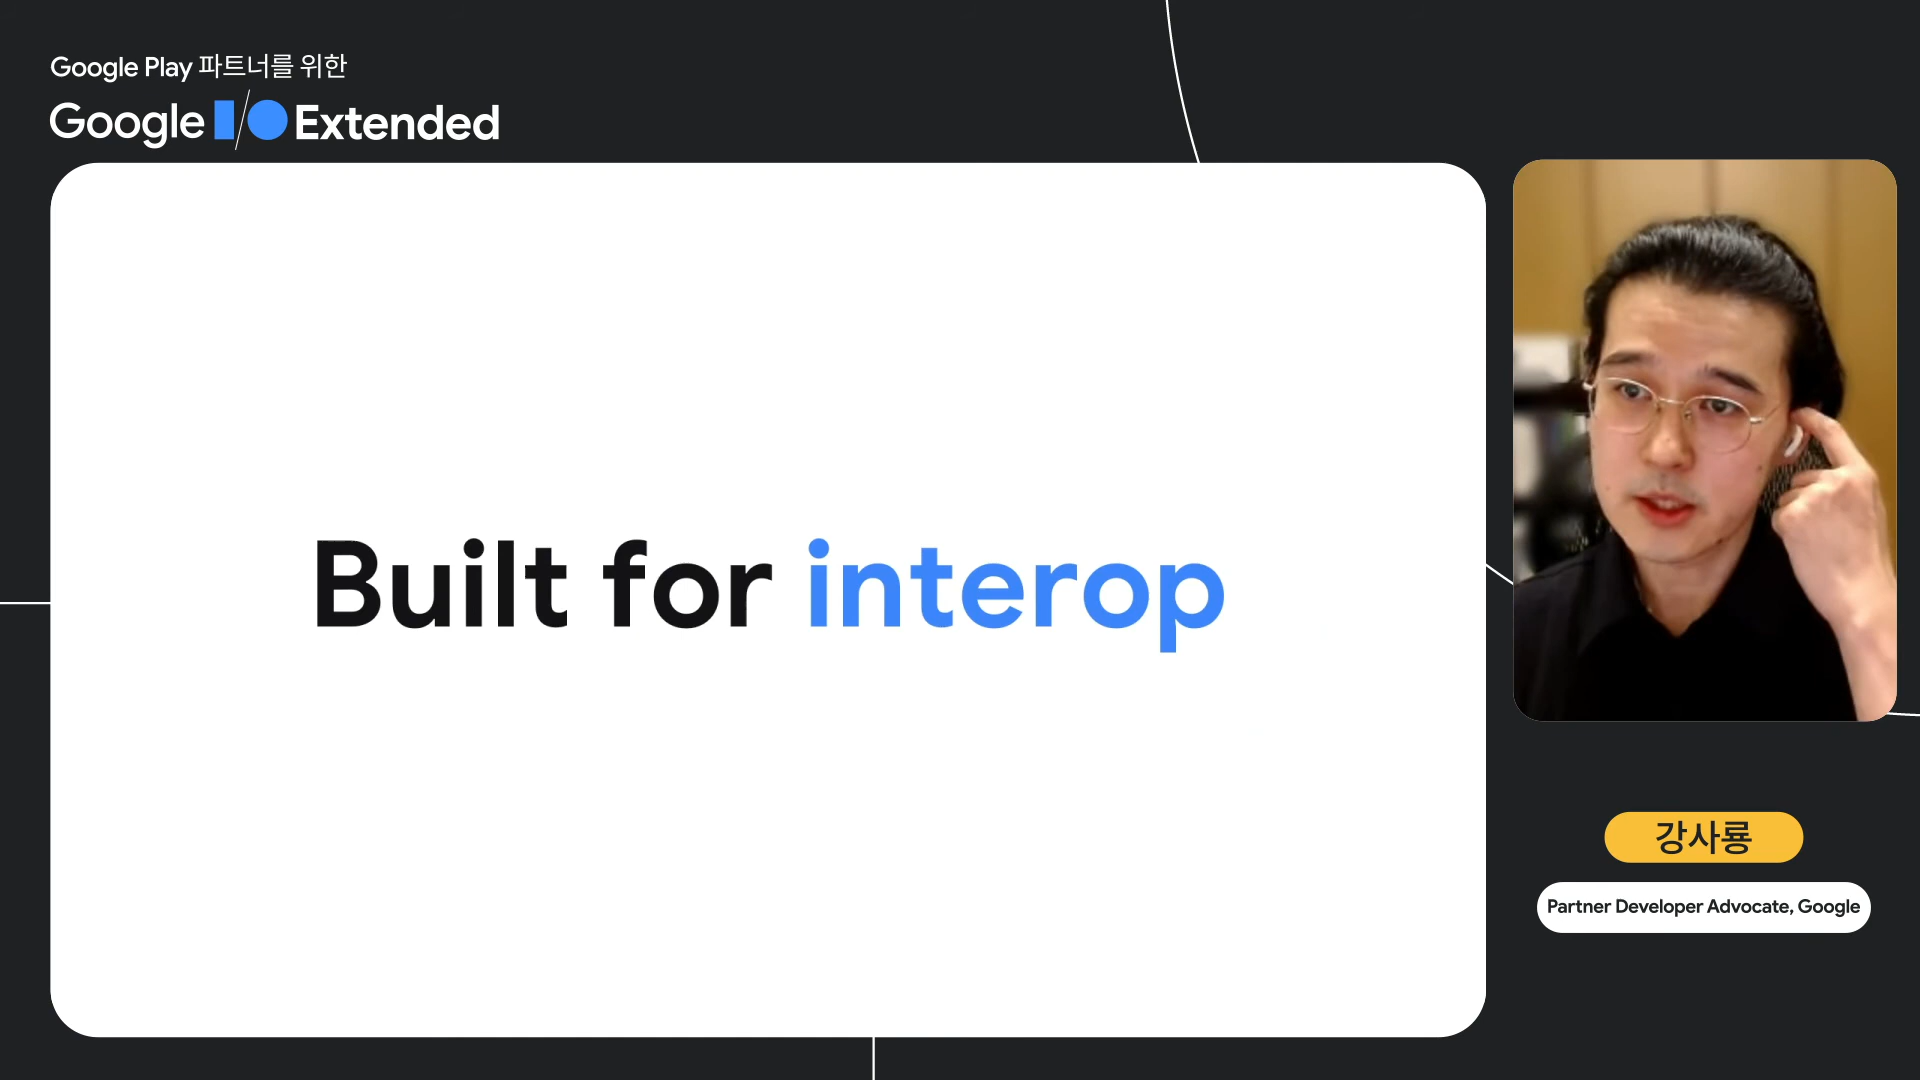 Google Play 파트너를 위한
Google I/O Extended
Built for interop
강사룡
Partner Developer Advocate, Google